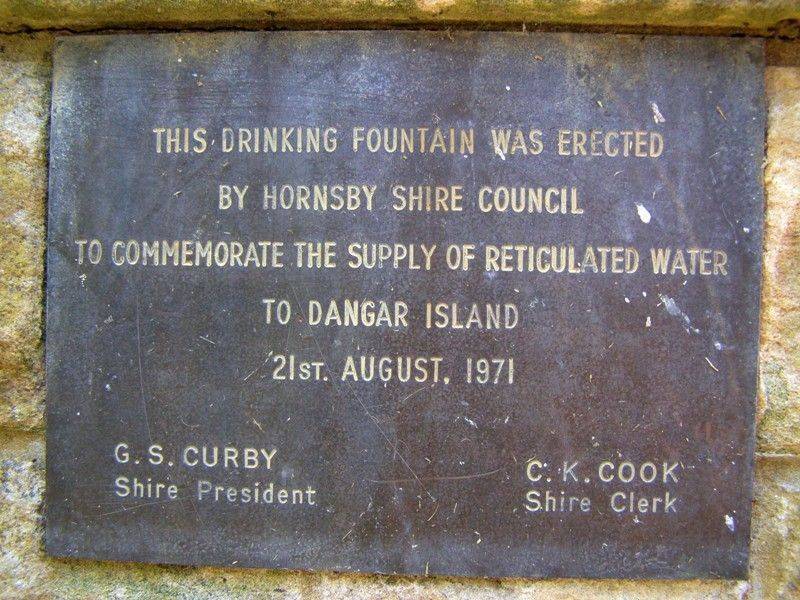 THIS DRINKING FOUNTAIN WAS ERECTED
BY HORNSBY SHIRE COUNCIL
TO COMMEMORATE THE SUPPLY OF RETICULATED WATER
TO DANGAR ISLAND
21ST. AUGUST, 1971
G. S. CURBY
Shire President
C. K. COOK
Shire Clerk